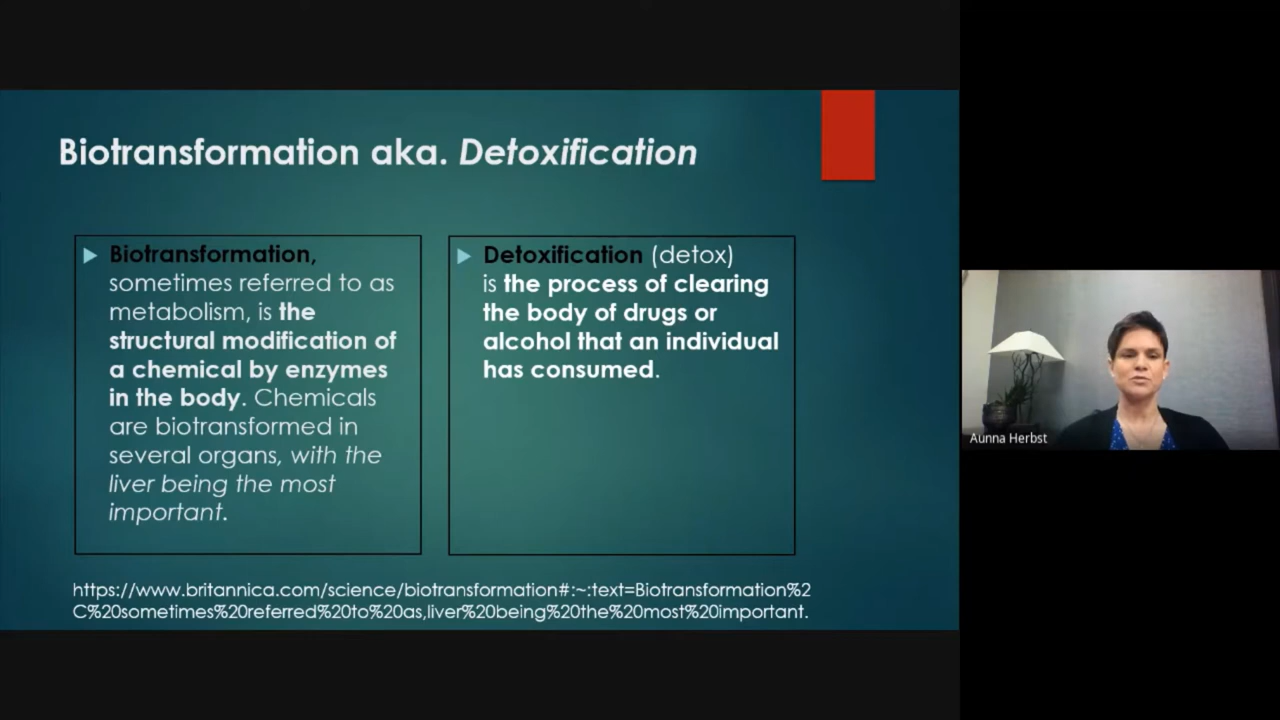 Biotransformation aka. Detoxification
Biotransformation,
sometimes referred to as
metabolism, is the
structural modification of
a chemical by enzymes
in the body. Chemicals
are biotransformed in
several organs, with the
liver being the most
important.
Detoxification (detox)
is the process of clearing
the body of drugs or
alcohol that an individual
has consumed.
https://www.britannica.com/science/biotransformation#:~:text=Biotransformation%2
C%20sometimes%20referred%20to%20as,liver%20being%20the%20most%20important.
Aunna Herbst